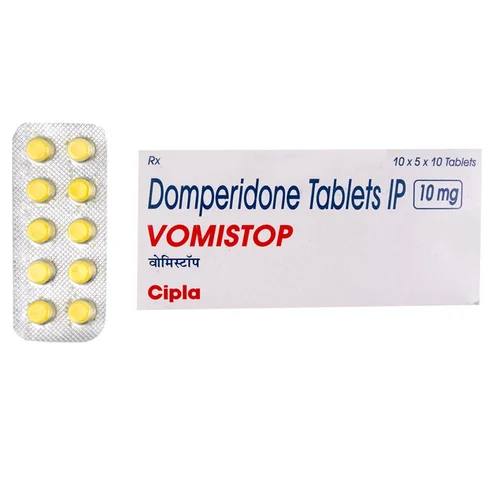 Rx
10 x 5 x 10 Tablets
Domperidone Tablets IP 10 mg
VOMISTOP
वोमिस्टॉप
Cipla